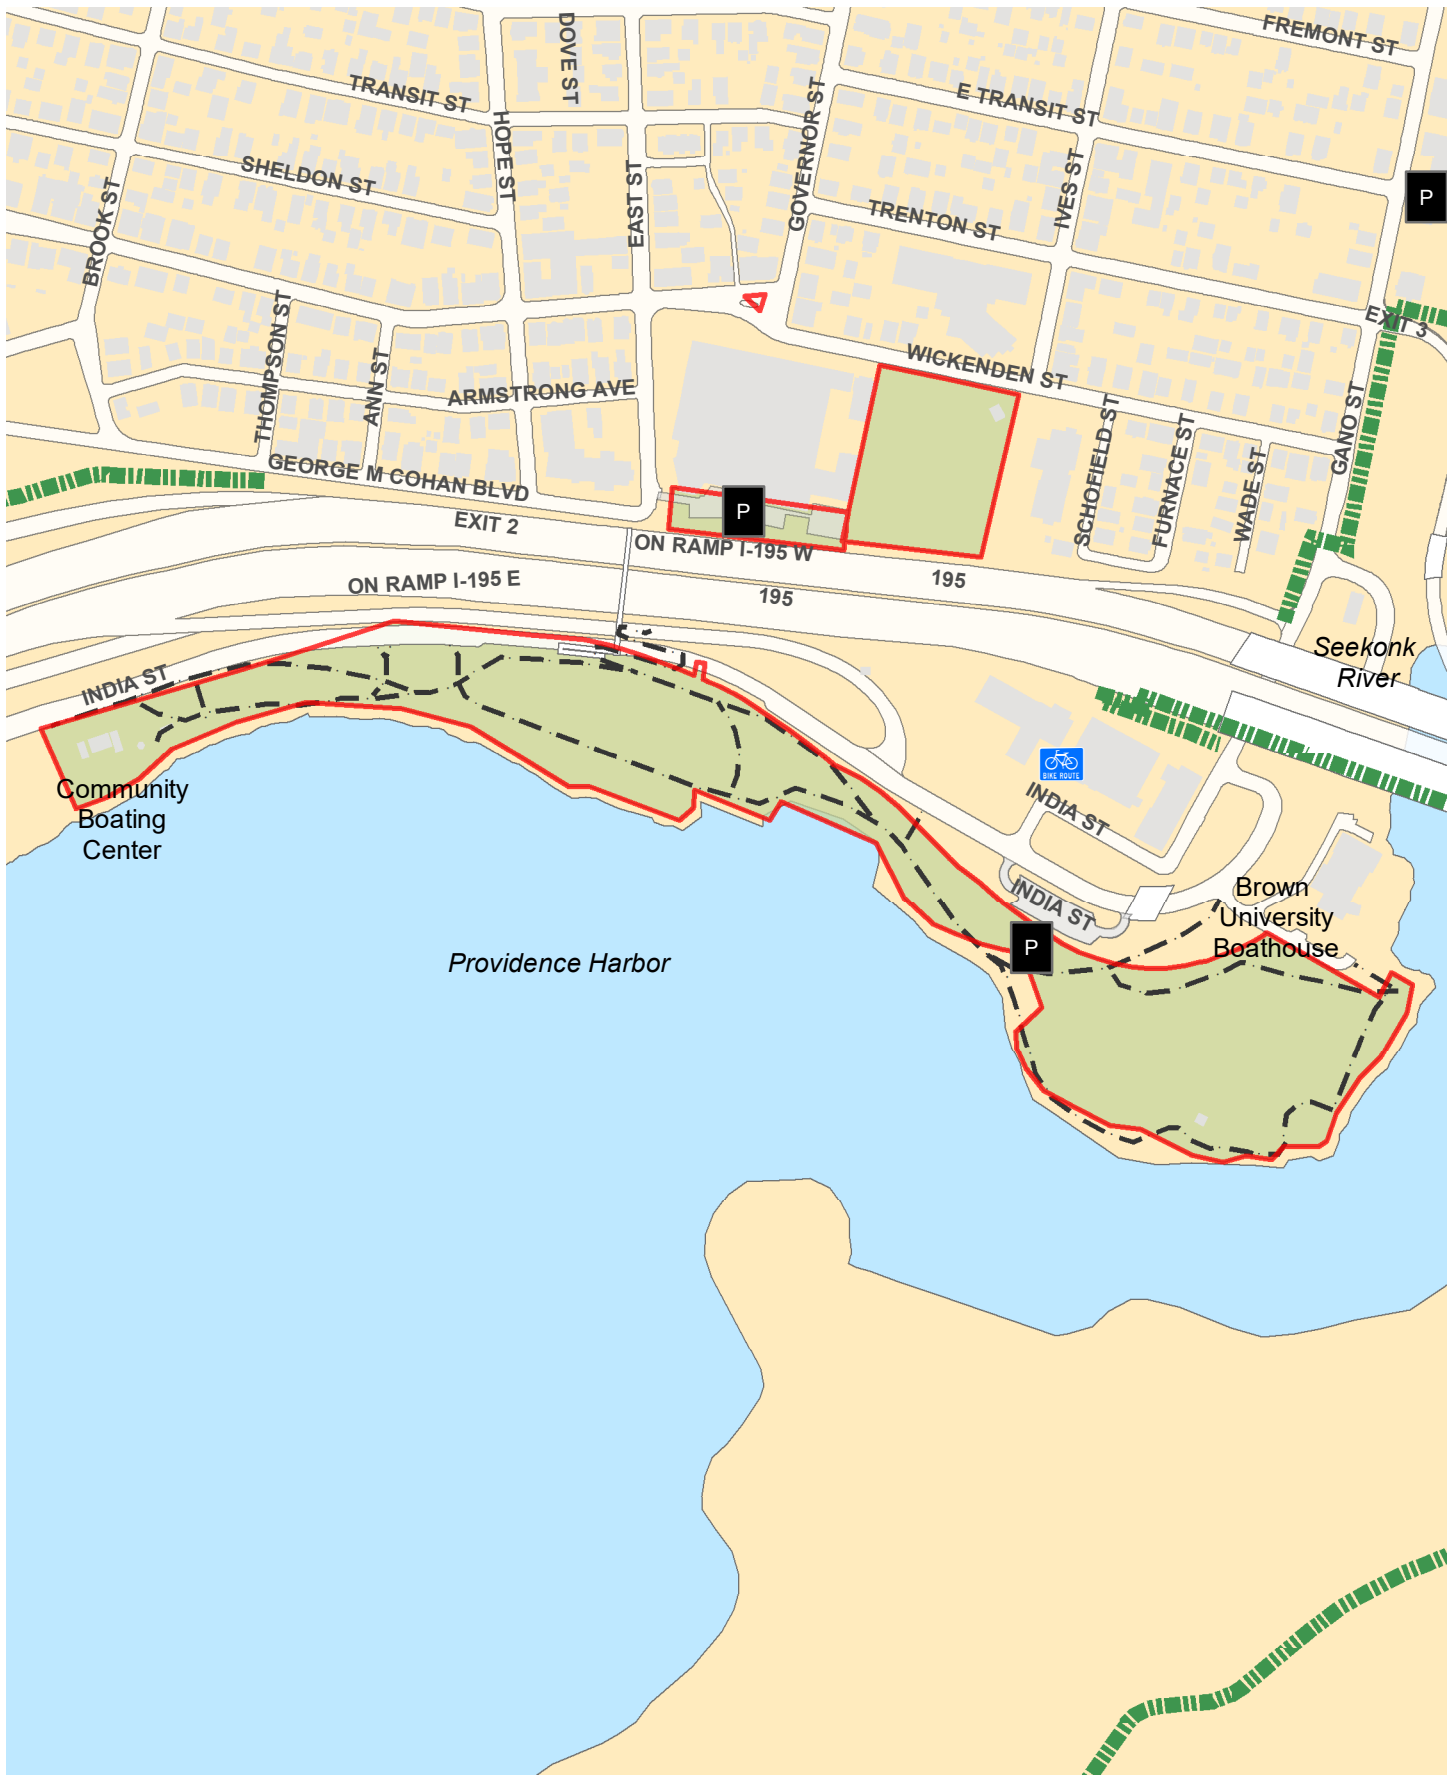 FREMONT ST
DOVE ST
TRANSIT ST
E TRANSIT ST
HOPE ST
GOVERNOR ST
SHELDON ST
EAST ST
IVES ST
P
BROOK ST
TRENTON ST
EXIT 3
THOMPSON ST
ANN ST
ARMSTRONG AVE
WICKENDEN ST
GANO ST
SCHOFIELD ST
FURNACE ST
WADE ST
GEORGE M COHAN BLVD
P
EXIT 2
ON RAMP I-195 W
195
ON RAMP I-195 E
195
Seekonk
River
INDIA ST
BIKE ROUTE
Community
Boating
Center
INDIA ST
INDIA ST
Brown
University
Boathouse
P
Providence Harbor